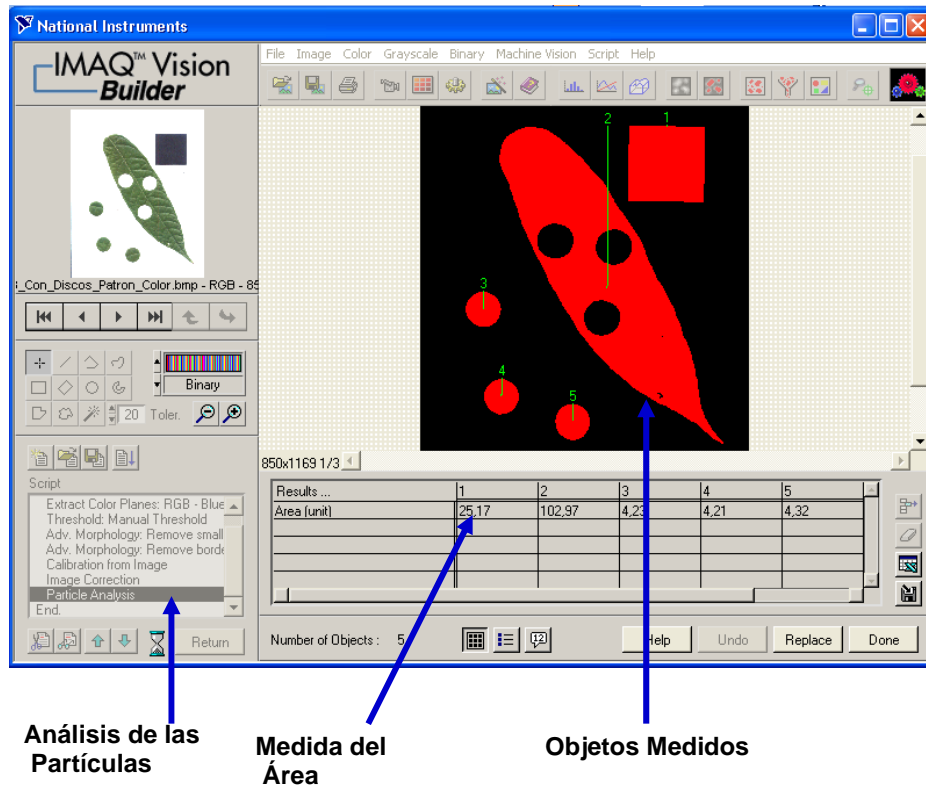 National Instruments
IMAQ™ Vision
Builder
File Image Color Grayscale Binary Machine Vision Script Help
2 1
3
4
5
_Con_Discos_Patron_Color.bmp - RGB - 85
Binary
20 Toler.
850x1169 1/3
Script
Extract Color Planes: RGB - Blue
Threshold: Manual Threshold
Adv. Morphology: Remove small
Adv. Morphology: Remove borde
Calibration from Image
Image Correction
Particle Analysis
End.
Return
Results ... 1 2 3 4 5
Area (unit) 25,17 102,97 4,23 4,21 4,32
Number of Objects : 5
12
Help Undo Replace Done
Análisis de las
Partículas
Medida del
Área
Objetos Medidos